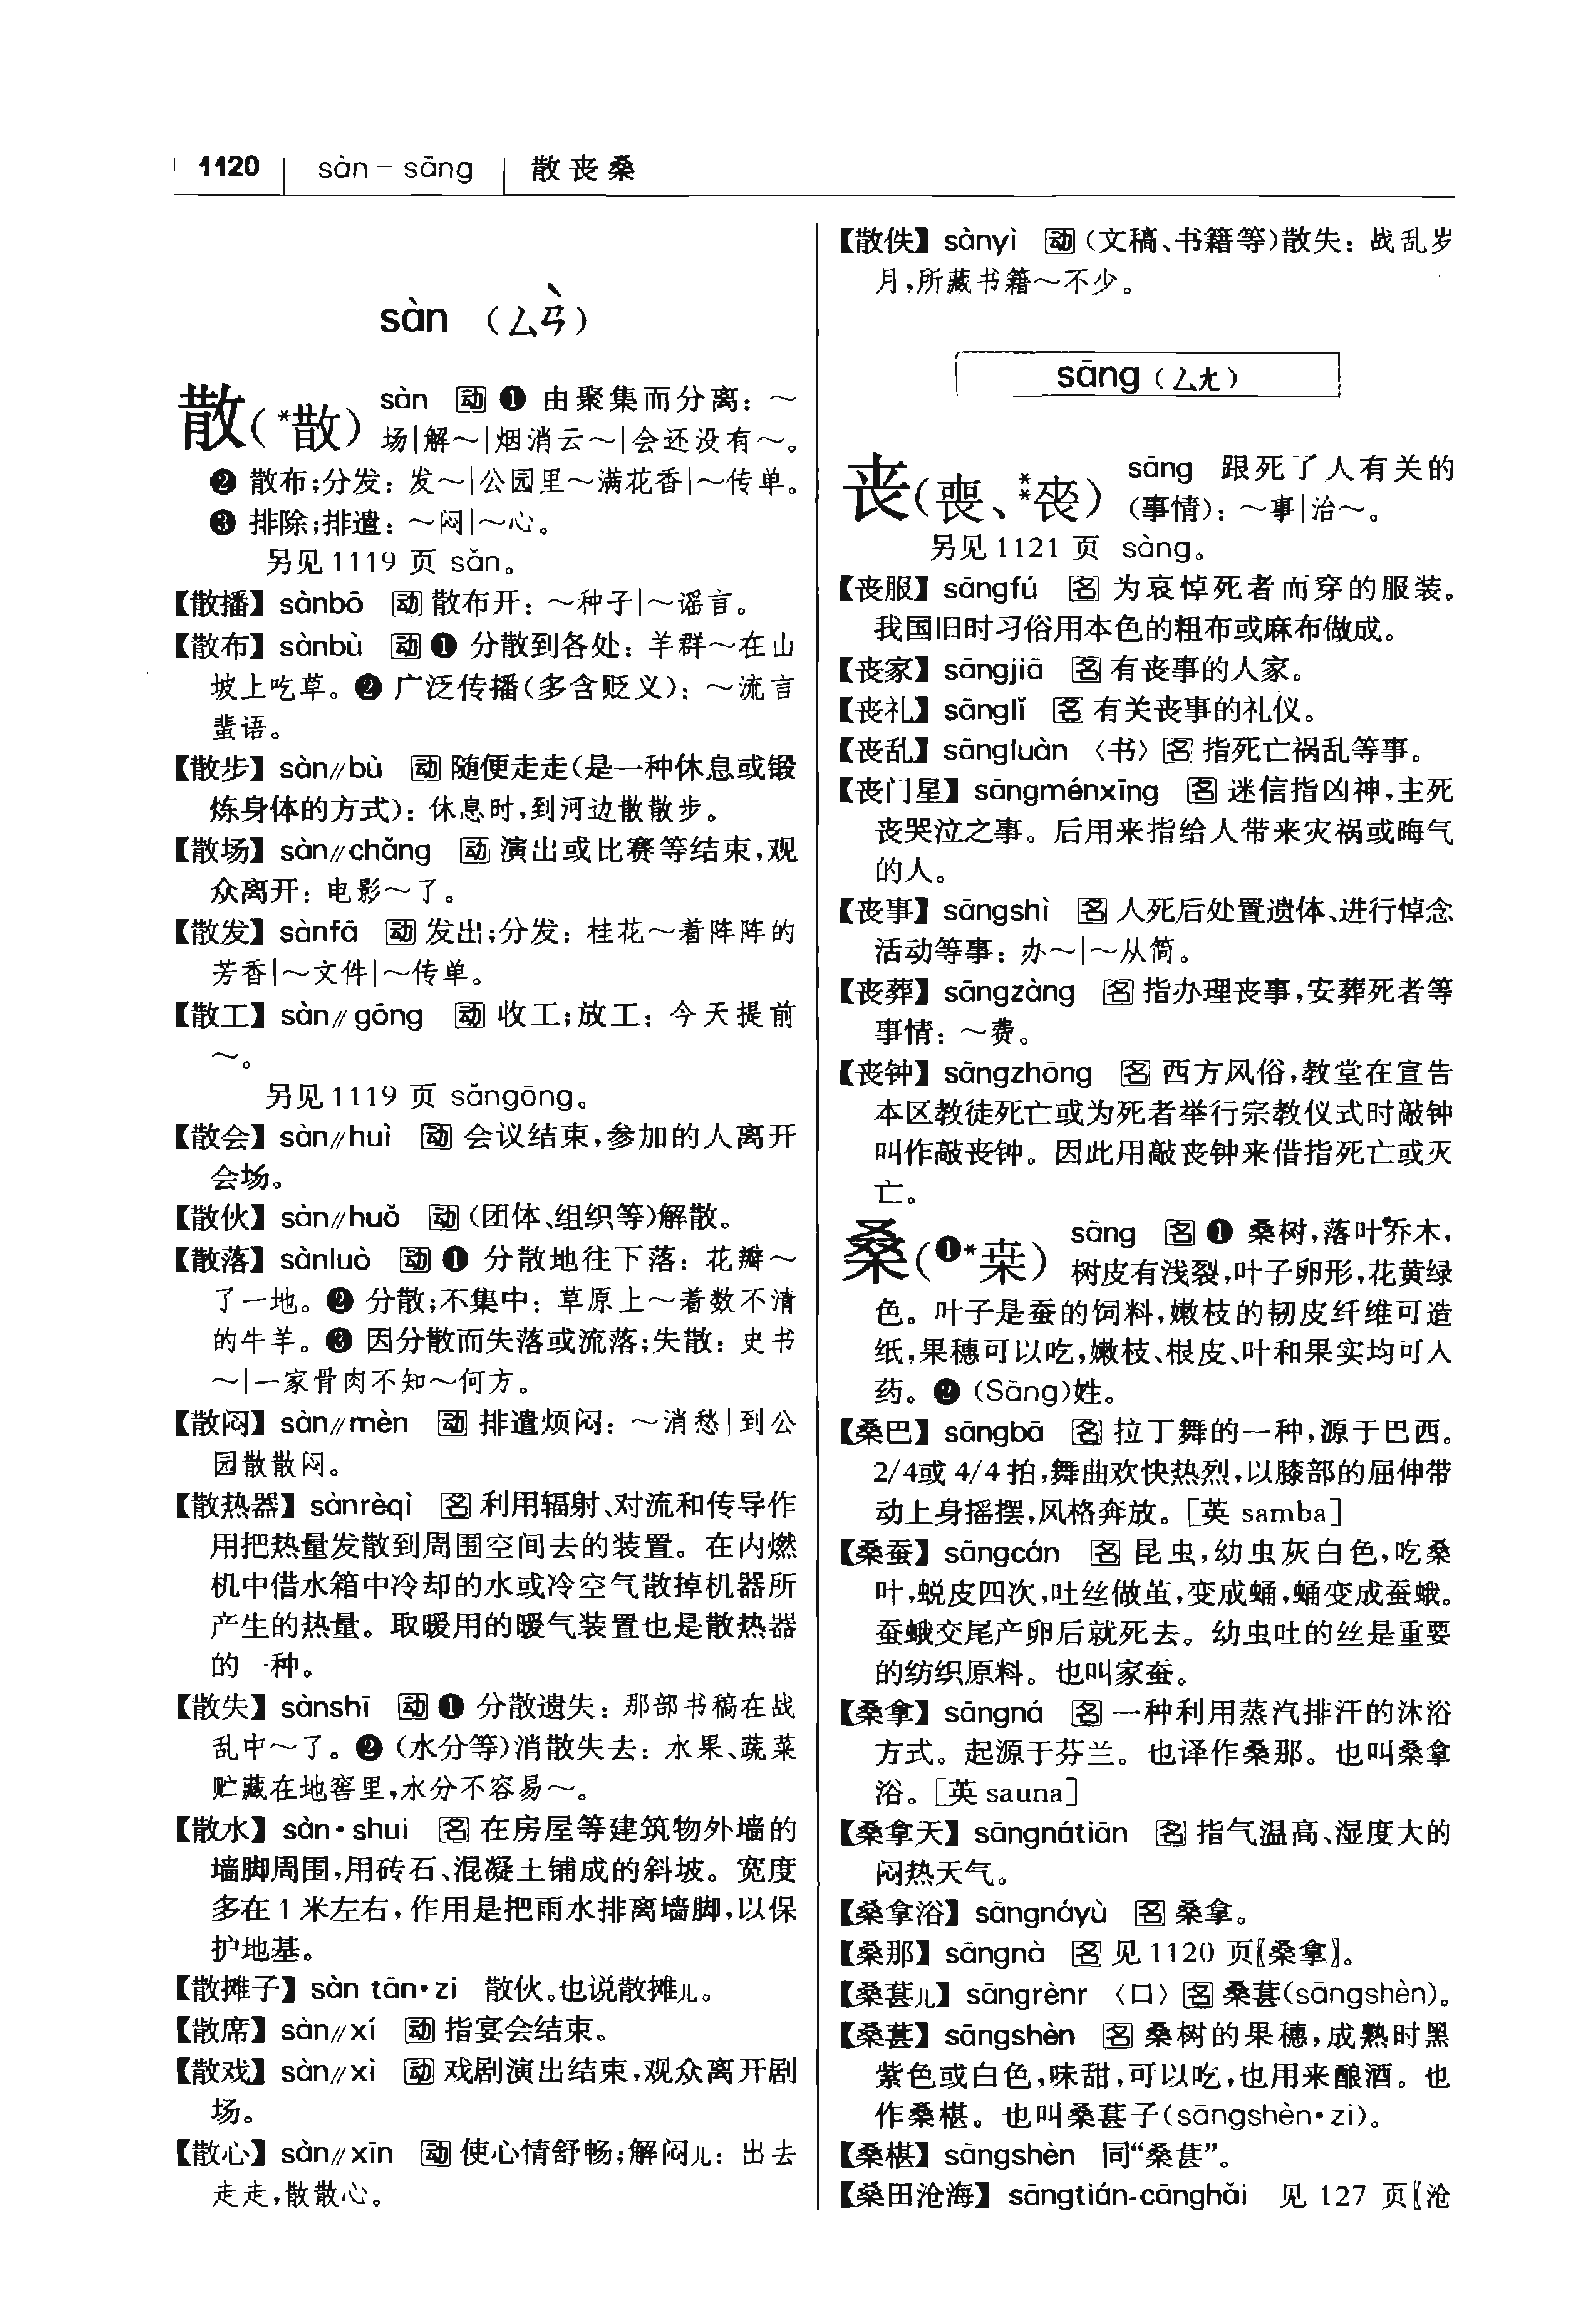 1120 sàn－sāng 散丧桑
sàn （ㄙㄢˋ）
散（*㪔） sàn 动 ❶ 由聚集而分离：～
场|解～|烟消云～|会还没有～。
❷ 散布；分发：发～|公园里～满花香|～传单。
❸ 排除；排遣：～闷|～心。
另见1119 页 sǎn。
【散播】 sànbō 动 散布开：～种子|～谣言。
【散布】 sànbù 动 ❶ 分散到各处：羊群～在山
坡上吃草。❷ 广泛传播（多含贬义）：～流言
蜚语。
【散步】 sàn∥bù 动 随便走走（是一种休息或锻
炼身体的方式）：休息时，到河边散散步。
【散场】 sàn∥chǎng 动 演出或比赛等结束，观
众离开：电影～了。
【散发】 sànfā 动 发出；分发：桂花～着阵阵的
芳香|～文件|～传单。
【散工】 sàn∥gōng 动 收工；放工：今天提前
～。
另见1119 页 sǎngōng。
【散会】 sàn∥huì 动 会议结束，参加的人离开
会场。
【散伙】 sàn∥huǒ 动 （团体、组织等）解散。
【散落】 sànluò 动 ❶ 分散地往下落：花瓣～
了一地。❷ 分散；不集中：草原上～着数不清
的牛羊。❸ 因分散而失落或流落；失散：史书
～|一家骨肉不知～何方。
【散闷】 sàn∥mèn 动 排遣烦闷：～消愁|到公
园散散闷。
【散热器】 sànrèqì 名 利用辐射、对流和传导作
用把热量发散到周围空间去的装置。在内燃
机中借水箱中冷却的水或冷空气散掉机器所
产生的热量。取暖用的暖气装置也是散热器
的一种。
【散失】 sànshī 动 ❶ 分散遗失：那部书稿在战
乱中～了。❷ （水分等）消散失去：水果、蔬菜
贮藏在地窖里，水分不容易～。
【散水】 sàn·shui 名 在房屋等建筑物外墙的
墙脚周围，用砖石、混凝土铺成的斜坡。宽度
多在 1 米左右，作用是把雨水排离墙脚，以保
护地基。
【散摊子】 sàn tān·zi 散伙。也说散摊儿。
【散席】 sàn∥xí 动 指宴会结束。
【散戏】 sàn∥xì 动 戏剧演出结束，观众离开剧
场。
【散心】 sàn∥xīn 动 使心情舒畅；解闷儿：出去
走走，散散心。
【散佚】 sànyì 动 （文稿、书籍等）散失：战乱岁
月，所藏书籍～不少。
sāng（ㄙㄤ）
丧（喪、**䘮） sāng 跟死了人有关的
（事情）：～事|治～。
另见1121 页 sàng。
【丧服】 sāngfú 名 为哀悼死者而穿的服装。
我国旧时习俗用本色的粗布或麻布做成。
【丧家】 sāngjiā 名 有丧事的人家。
【丧礼】 sānglǐ 名 有关丧事的礼仪。
【丧乱】 sāngluàn 〈书〉名 指死亡祸乱等事。
【丧门星】 sāngménxīng 名 迷信指凶神，主死
丧哭泣之事。后用来指给人带来灾祸或晦气
的人。
【丧事】 sāngshì 名 人死后处置遗体、进行悼念
活动等事：办～|～从简。
【丧葬】 sāngzàng 名 指办理丧事，安葬死者等
事情：～费。
【丧钟】 sāngzhōng 名 西方风俗，教堂在宣告
本区教徒死亡或为死者举行宗教仪式时敲钟
叫作敲丧钟。因此用敲丧钟来借指死亡或灭
亡。
桑（❶*桒） sāng 名 ❶ 桑树，落叶乔木，
树皮有浅裂，叶子卵形，花黄绿
色。叶子是蚕的饲料，嫩枝的韧皮纤维可造
纸，果穗可以吃，嫩枝、根皮、叶和果实均可入
药。❷ （Sāng）姓。
【桑巴】 sāngbā 名 拉丁舞的一种，源于巴西。
2/4或 4/4 拍，舞曲欢快热烈，以膝部的屈伸带
动上身摇摆，风格奔放。［英 samba］
【桑蚕】 sāngcán 名 昆虫，幼虫灰白色，吃桑
叶，蜕皮四次，吐丝做茧，变成蛹，蛹变成蚕蛾。
蚕蛾交尾产卵后就死去。幼虫吐的丝是重要
的纺织原料。也叫家蚕。
【桑拿】 sāngná 名 一种利用蒸汽排汗的沐浴
方式。起源于芬兰。也译作桑那。也叫桑拿
浴。［英 sauna］
【桑拿天】 sāngnátiān 名 指气温高、湿度大的
闷热天气。
【桑拿浴】 sāngnáyù 名 桑拿。
【桑那】 sāngnà 名 见 1120 页〖桑拿〗。
【桑葚儿】 sāngrènr 〈口〉名 桑葚（sāngshèn）。
【桑葚】 sāngshèn 名 桑树的果穗，成熟时黑
紫色或白色，味甜，可以吃，也用来酿酒。也
作桑椹。也叫桑葚子（sāngshèn·zi）。
【桑椹】 sāngshèn 同“桑葚”。
【桑田沧海】 sāngtián-cānghǎi 见 127 页〖沧